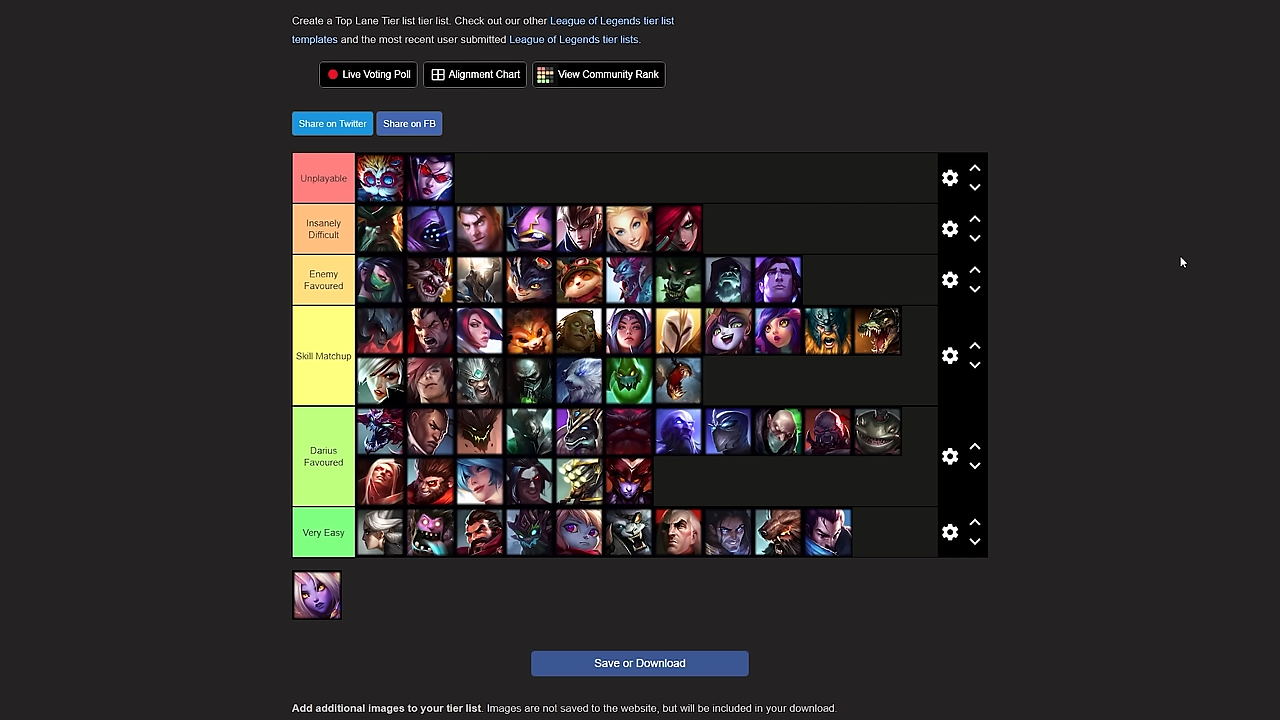 Create a Top Lane Tier list tier list. Check out our other League of Legends tier list
templates and the most recent user submitted League of Legends tier lists.
Live Voting Poll
Alignment Chart
View Community Rank
Share on Twitter
Share on FB
Unplayable
Insanely
Difficult
Enemy
Favoured
Skill Matchup
Darius
Favoured
Very Easy
Save or Download
Add additional images to your tier list. Images are not saved to the website, but will be included in your download.